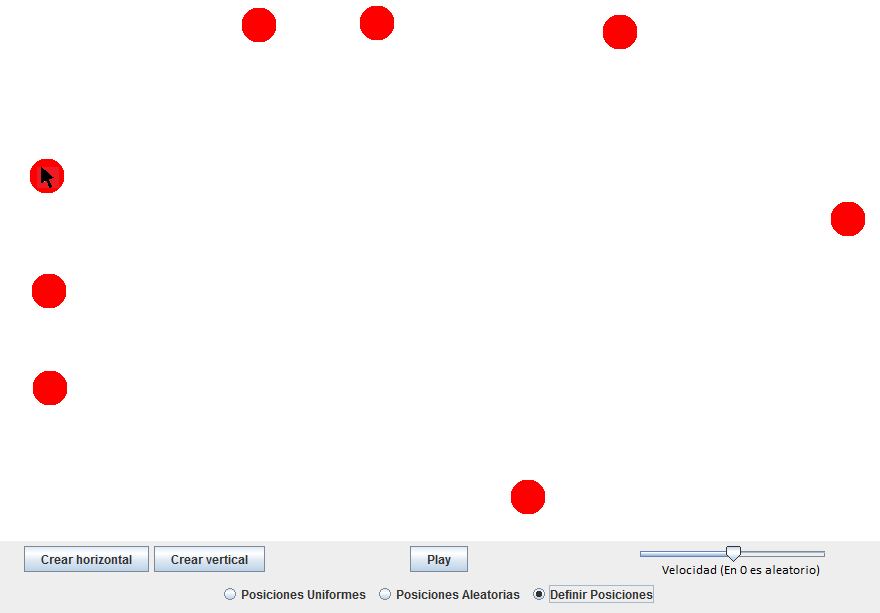 Crear horizontal Crear vertical Play
Velocidad (En 0 es aleatorio)
Posiciones Uniformes Posiciones Aleatorias Definir Posiciones